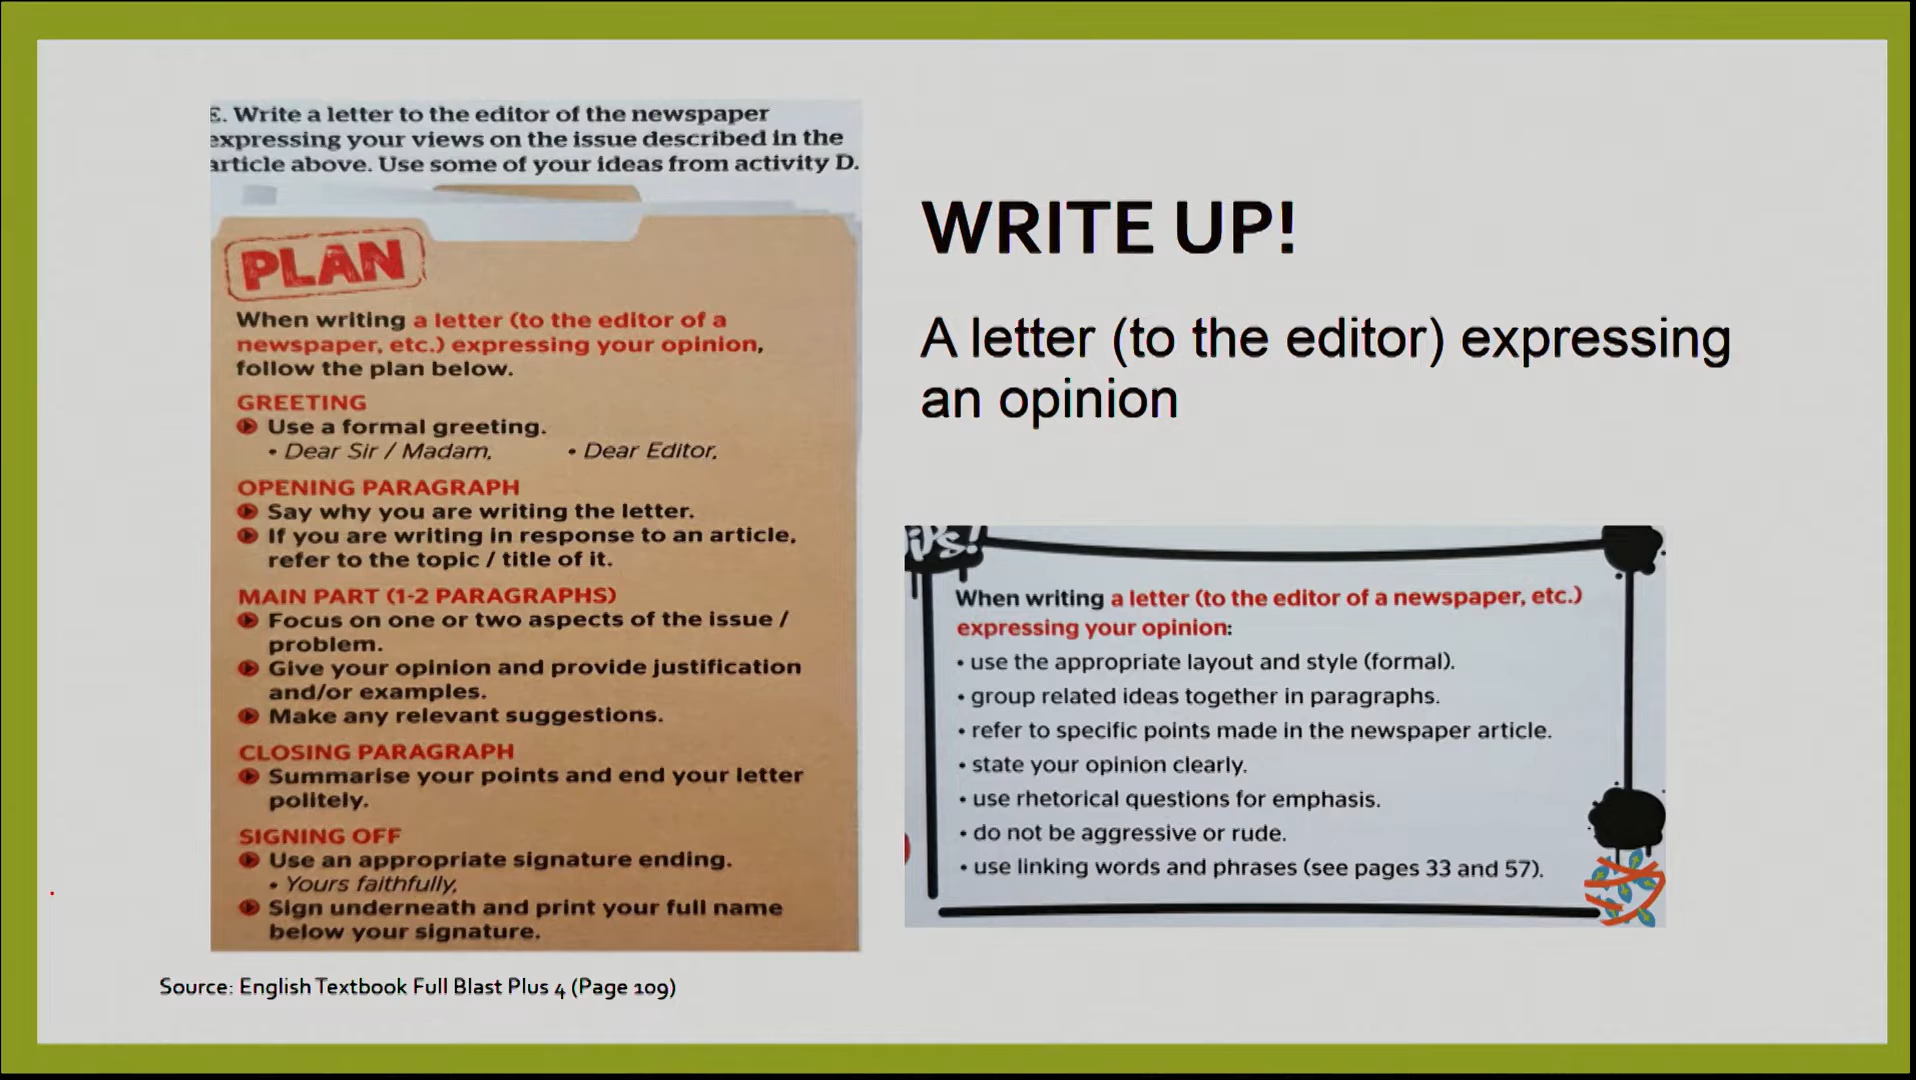 E. Write a letter to the editor of the newspaper
expressing your views on the issue described in the
article above. Use some of your ideas from activity D.
PLAN
When writing a letter (to the editor of a
newspaper, etc.) expressing your opinion,
follow the plan below.
GREETING
Use a formal greeting.
• Dear Sir / Madam, • Dear Editor,
OPENING PARAGRAPH
Say why you are writing the letter.
If you are writing in response to an article,
refer to the topic / title of it.
MAIN PART (1-2 PARAGRAPHS)
Focus on one or two aspects of the issue /
problem.
Give your opinion and provide justification
and/or examples.
Make any relevant suggestions.
CLOSING PARAGRAPH
Summarise your points and end your letter
politely.
SIGNING OFF
Use an appropriate signature ending.
• Yours faithfully,
Sign underneath and print your full name
below your signature.
Source: English Textbook Full Blast Plus 4 (Page 109)
WRITE UP!
A letter (to the editor) expressing
an opinion
When writing a letter (to the editor of a newspaper, etc.)
expressing your opinion:
• use the appropriate layout and style (formal).
• group related ideas together in paragraphs.
• refer to specific points made in the newspaper article.
• state your opinion clearly.
• use rhetorical questions for emphasis.
• do not be aggressive or rude.
• use linking words and phrases (see pages 33 and 57).